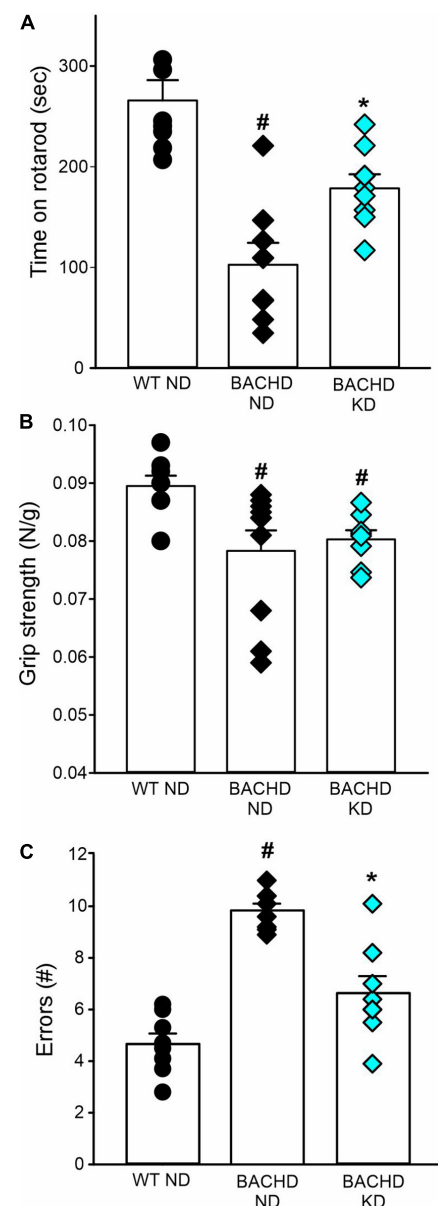 A
Time on rotarod (sec)
300
200
100
0
#
*
WT ND
BACHD
ND
BACHD
KD
B
Grip strength (N/g)
0.10
0.09
0.08
0.07
0.06
0.05
0.04
#
#
WT ND
BACHD
ND
BACHD
KD
C
Errors (#)
12
10
8
6
4
2
0
#
*
WT ND
BACHD
ND
BACHD
KD